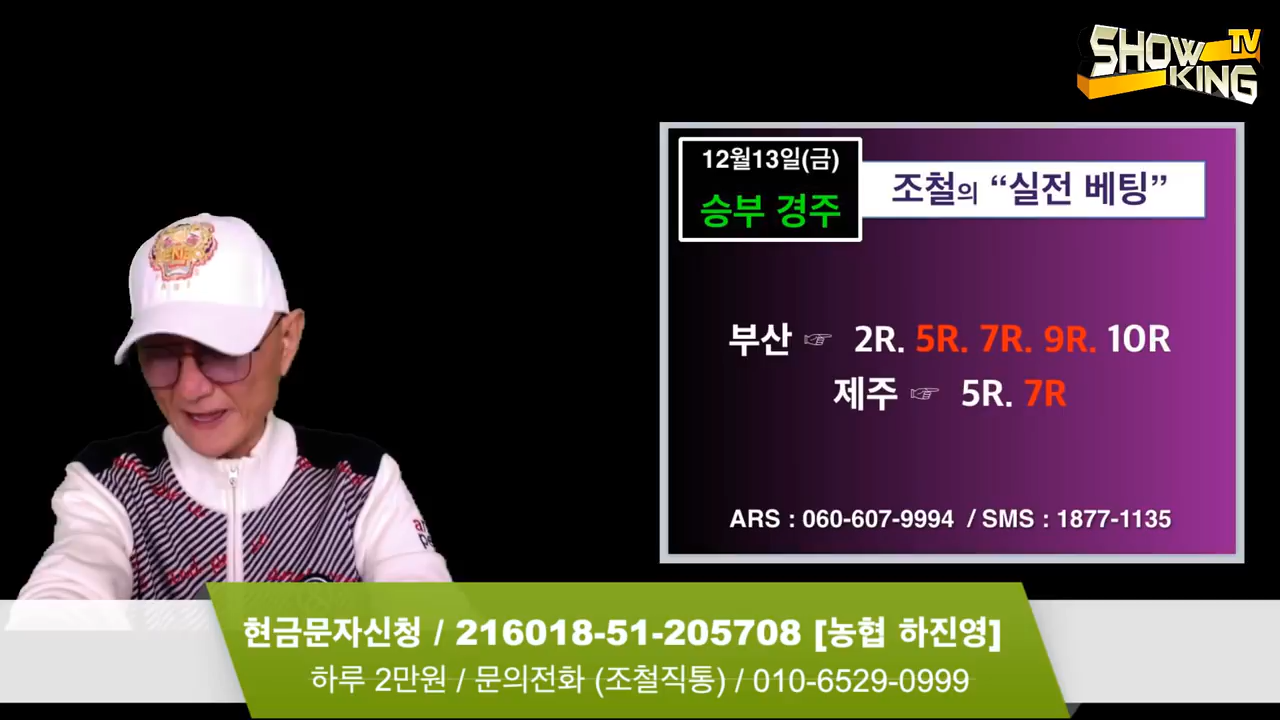 SHOW TV
KING
12월13일(금)
승부 경주
조철의 “실전 베팅”
부산 ☞ 2R. 5R. 7R. 9R. 10R
제주 ☞ 5R. 7R
ARS : 060-607-9994 / SMS : 1877-1135
현금문자신청 / 216018-51-205708 [농협 하진영]
하루 2만원 / 문의전화 (조철직통) / 010-6529-0999